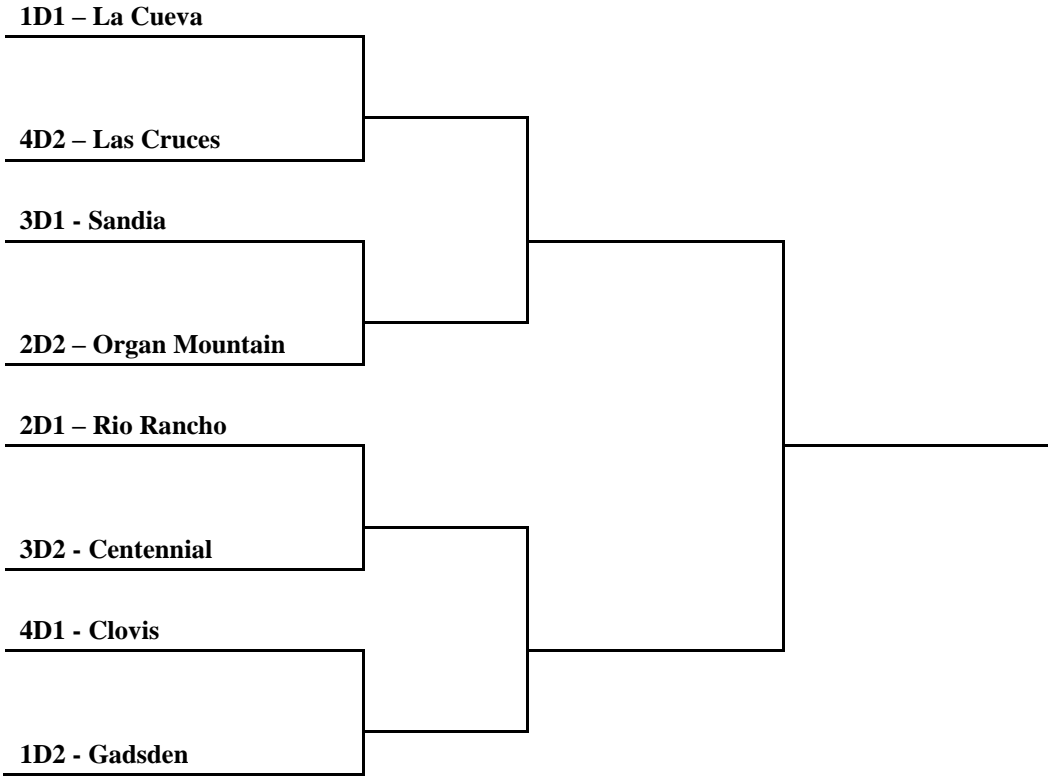 1D1 – La Cueva
4D2 – Las Cruces
3D1 - Sandia
2D2 – Organ Mountain
2D1 – Rio Rancho
3D2 - Centennial
4D1 - Clovis
1D2 - Gadsden